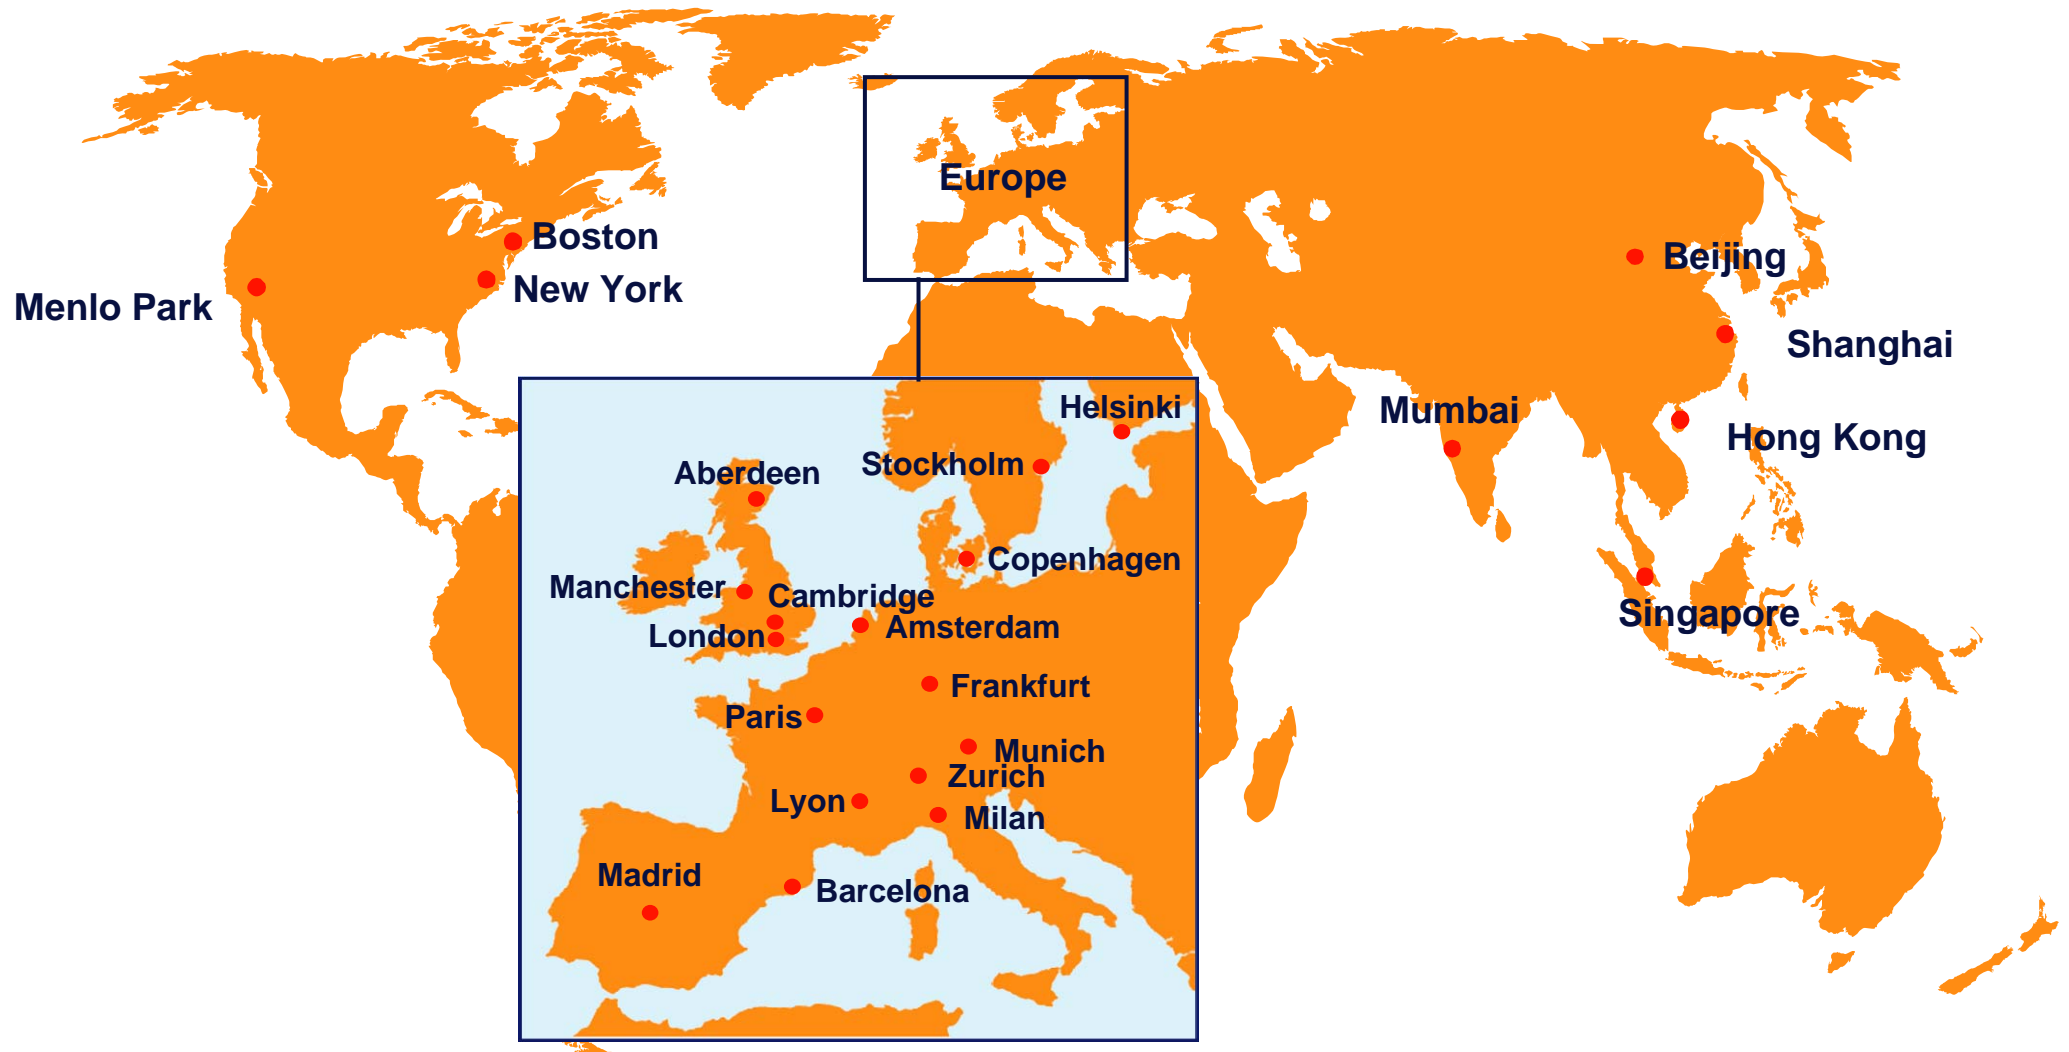 Europe
Boston
Beijing
New York
Menlo Park
Shanghai
Helsinki
Mumbai
Hong Kong
Stockholm
Aberdeen
Copenhagen
Manchester
Cambridge
Singapore
Amsterdam
London
Frankfurt
Paris
Munich
Zurich
Lyon
Milan
Madrid
Barcelona